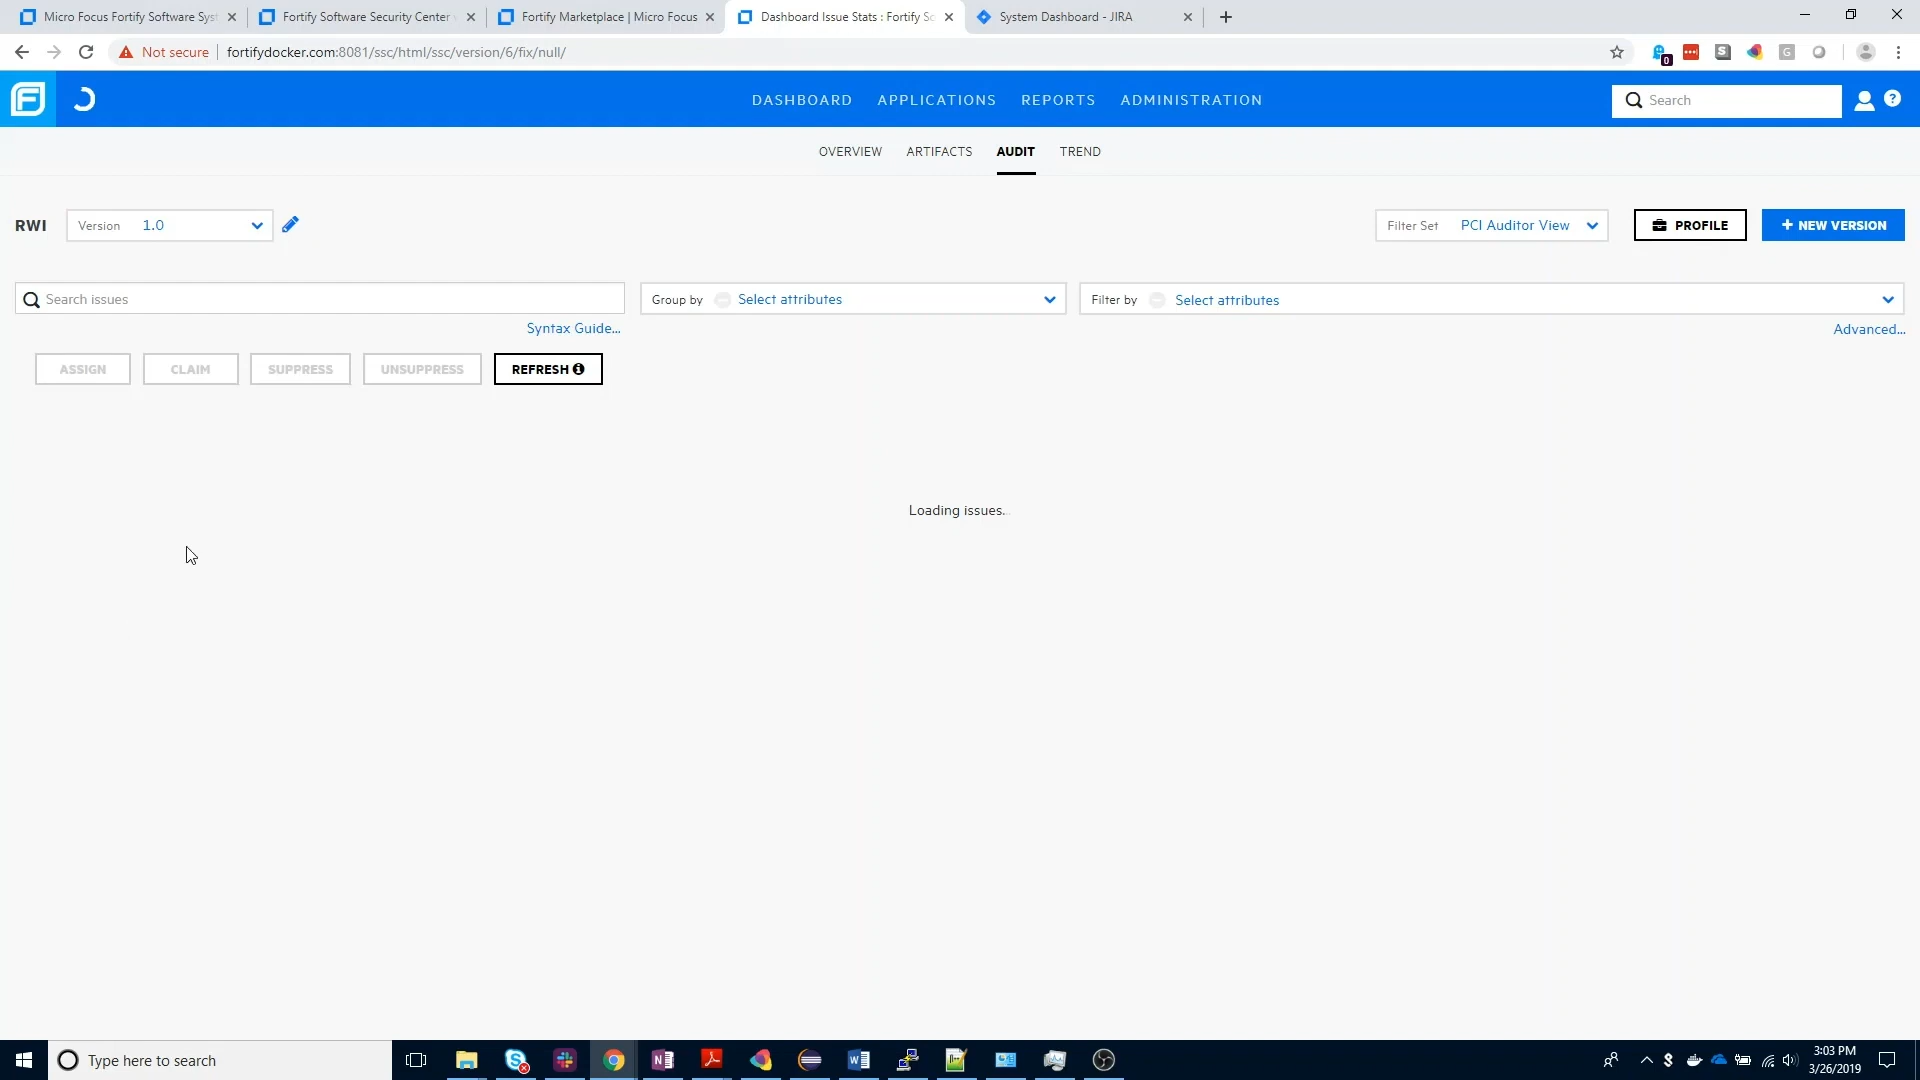 Micro Focus Fortify Software Syst
Fortify Software Security Center
Fortify Marketplace | Micro Focus
Dashboard Issue Stats : Fortify So
System Dashboard - JIRA
Not secure
fortifydocker.com:8081/ssc/html/ssc/version/6/fix/null/
0
S
G
F
DASHBOARD
APPLICATIONS
REPORTS
ADMINISTRATION
Search
?
OVERVIEW
ARTIFACTS
AUDIT
TREND
RWI
Version 1.0
Filter Set PCI Auditor View
PROFILE
+ NEW VERSION
Search issues
Group by Select attributes
Filter by Select attributes
Syntax Guide...
Advanced...
ASSIGN
CLAIM
SUPPRESS
UNSUPPRESS
REFRESH
Loading issues.
Type here to search
3:03 PM
3/26/2019